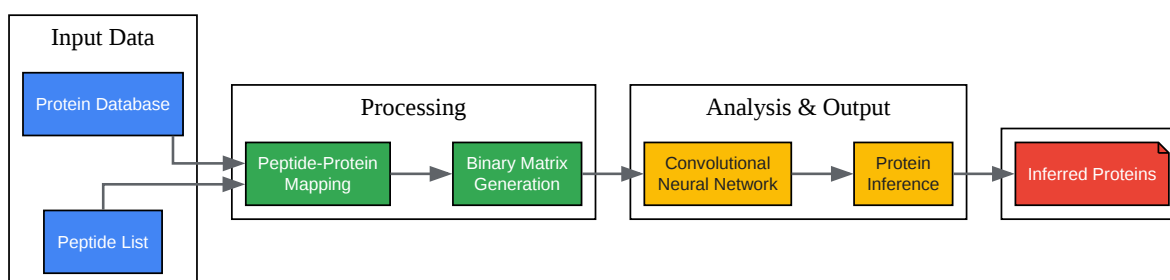 Input Data
Protein Database
Peptide List
Processing
Peptide-Protein
Mapping
Binary Matrix
Generation
Analysis & Output
Convolutional
Neural Network
Protein
Inference
Inferred Proteins